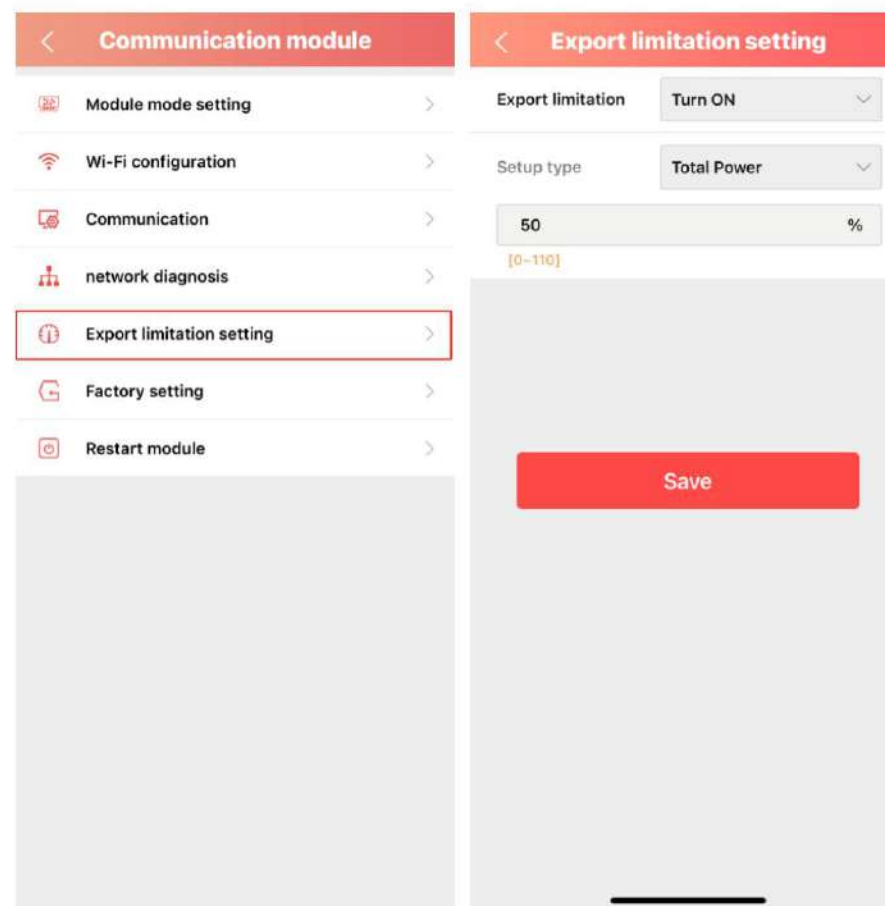 Communication module
Module mode setting
Wi-Fi configuration
Communication
network diagnosis
Export limitation setting
Factory setting
Restart module
Export limitation setting
Export limitation Turn ON
Setup type Total Power
50 %
[0~110]
Save